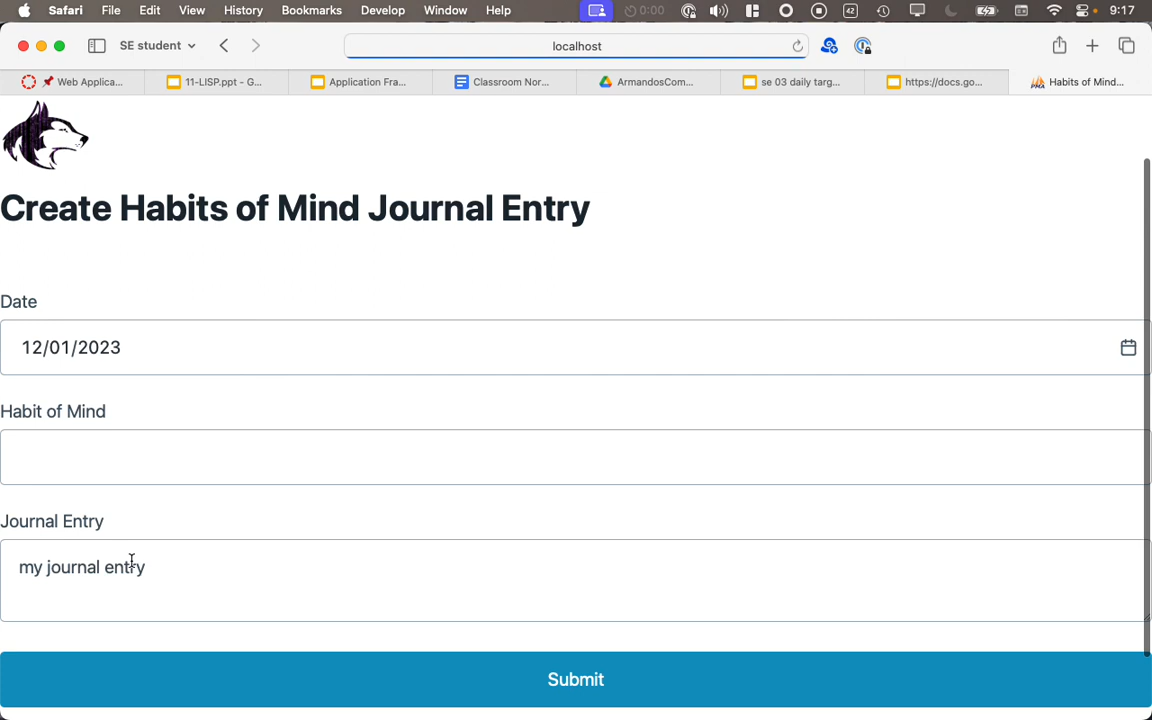 Safari File Edit View History Bookmarks Develop Window Help 0:00 42 9:17
SE student localhost
Web Applica... 11-LISP.ppt - G... Application Fra... Classroom Nor... ArmandosCom... se 03 daily targ... https://docs.go... PMA Habits of Mind...
Create Habits of Mind Journal Entry
Date
12/01/2023
Habit of Mind
Journal Entry
my journal entry
Submit